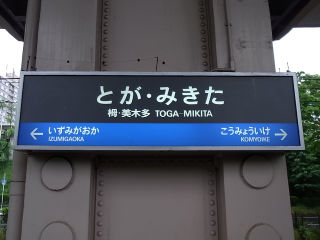 とが・みきた
栂・美木多 TOGA-MIKITA
← いずみがおか こうみょういけ →
IZUMIGAOKA KOMYOIKE